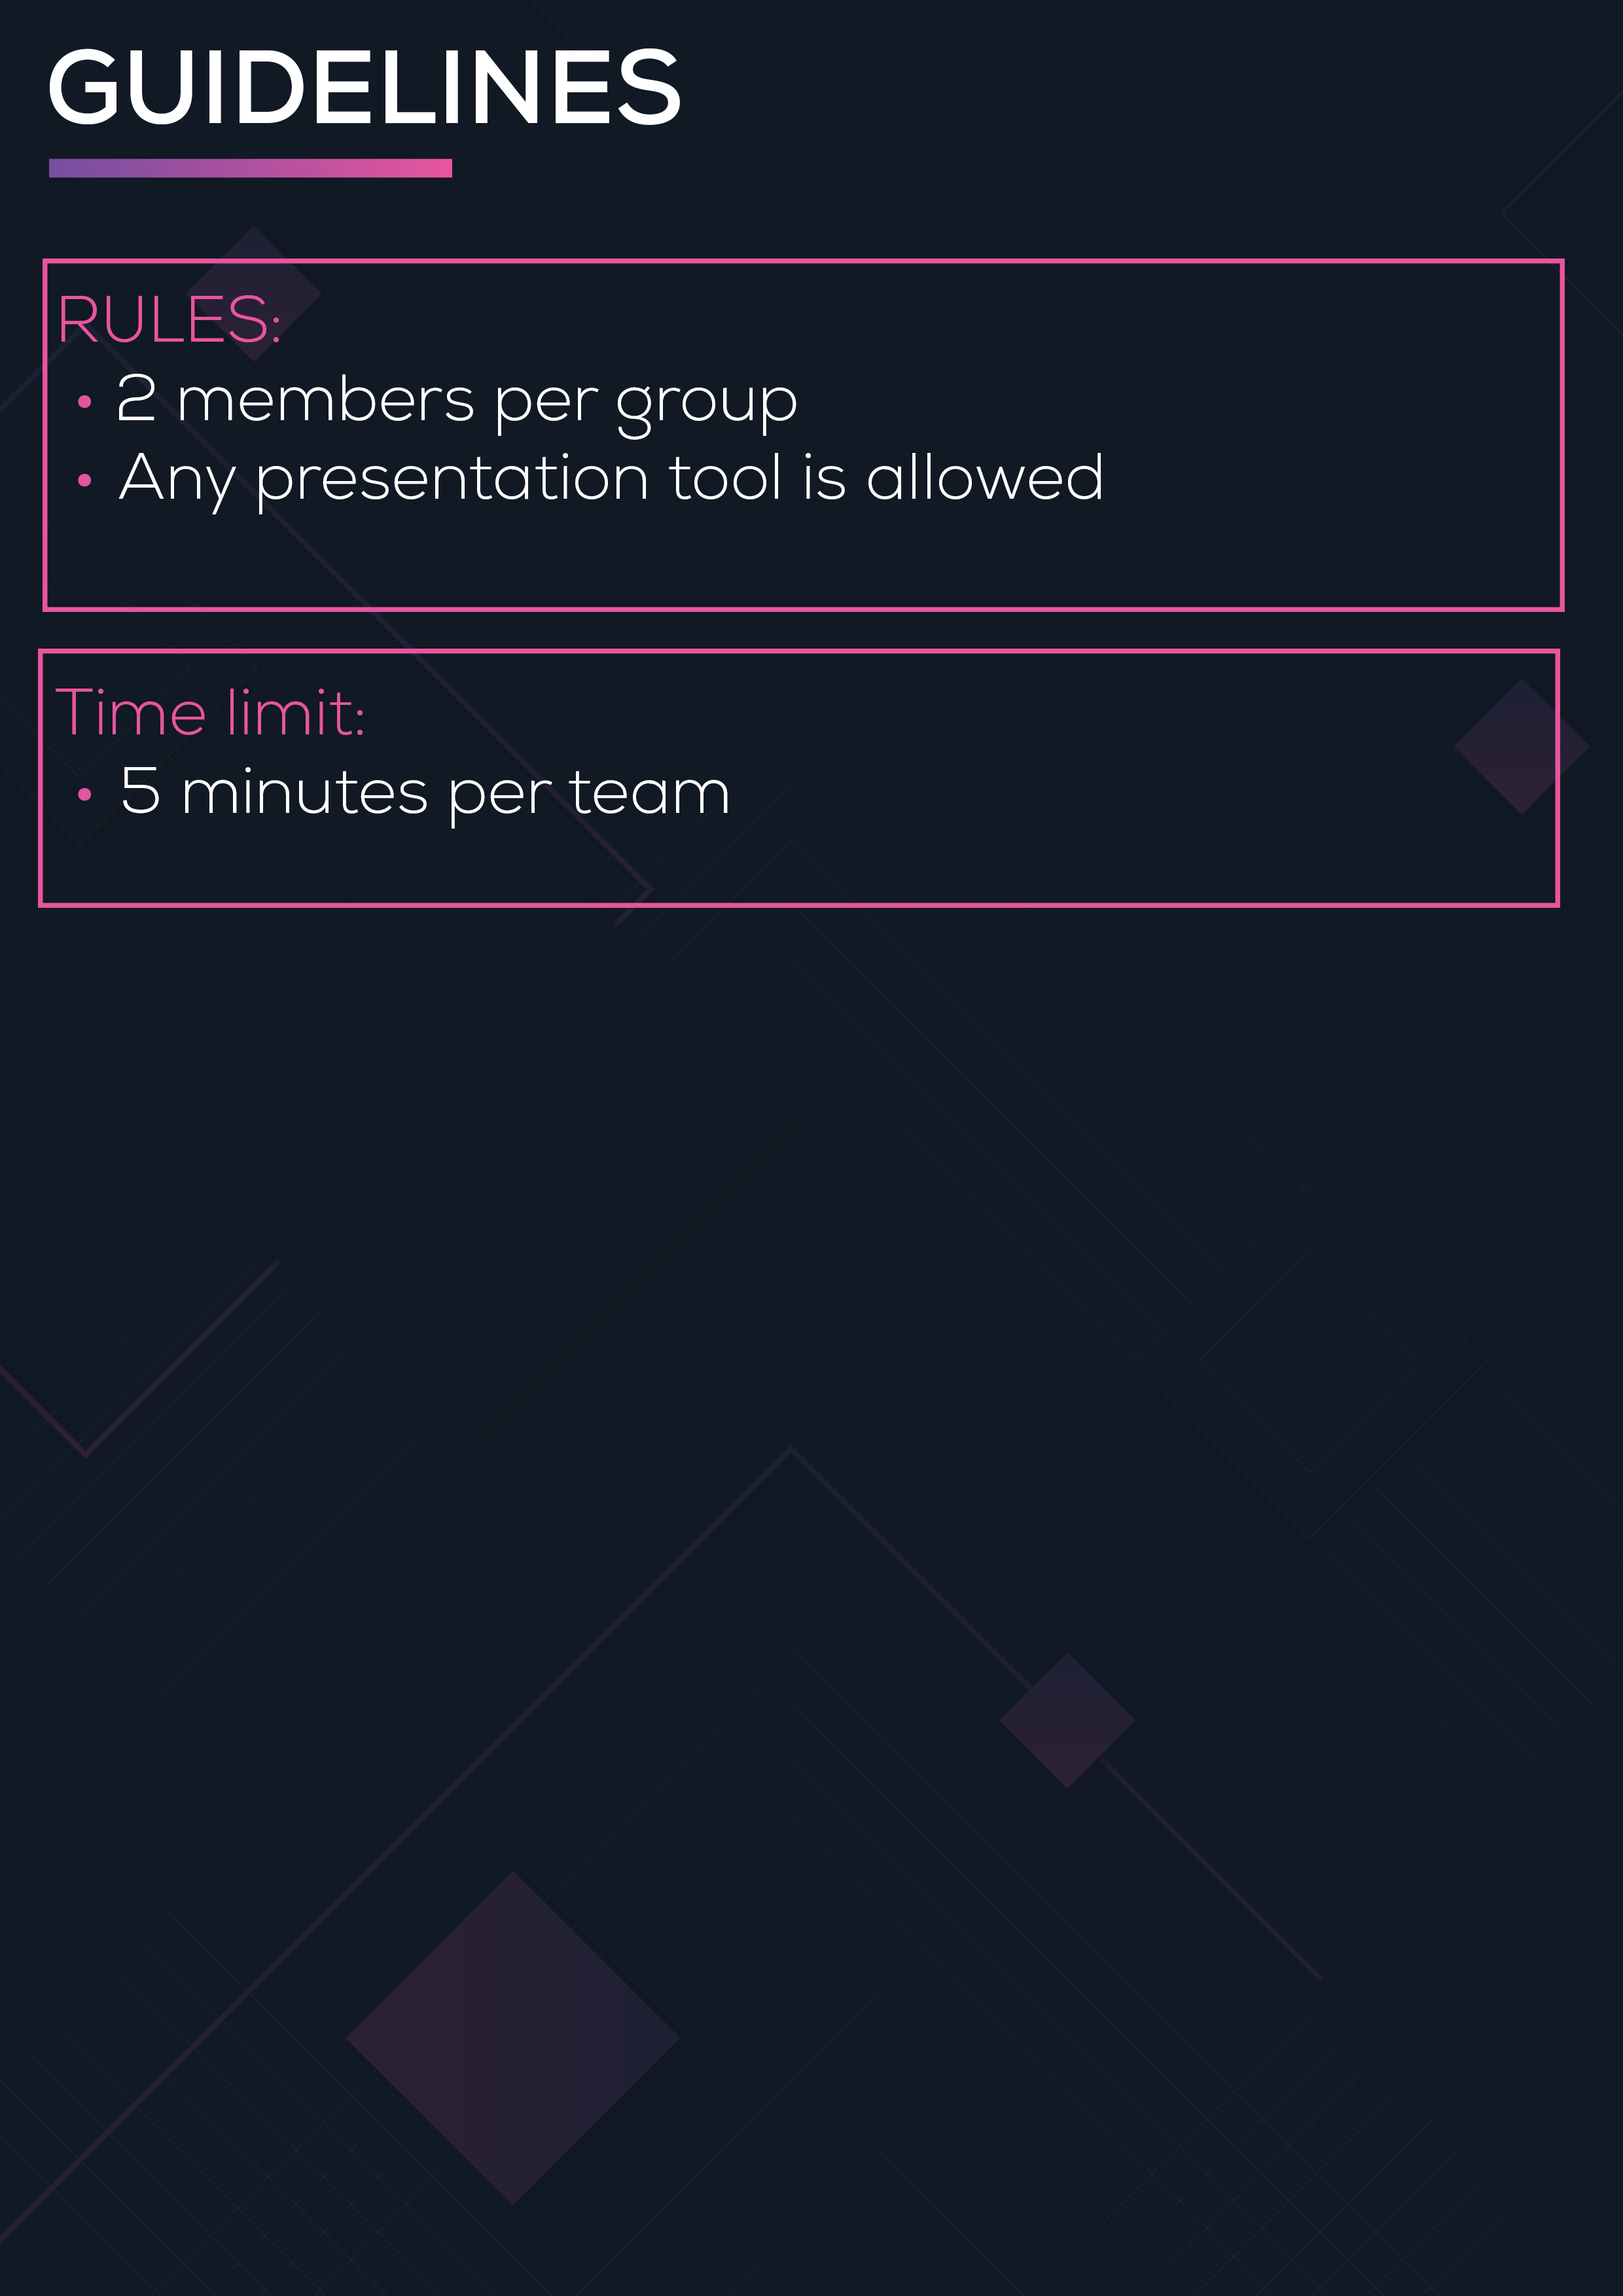 GUIDELINES
RULES:
• 2 members per group
• Any presentation tool is allowed
Time limit:
• 5 minutes per team